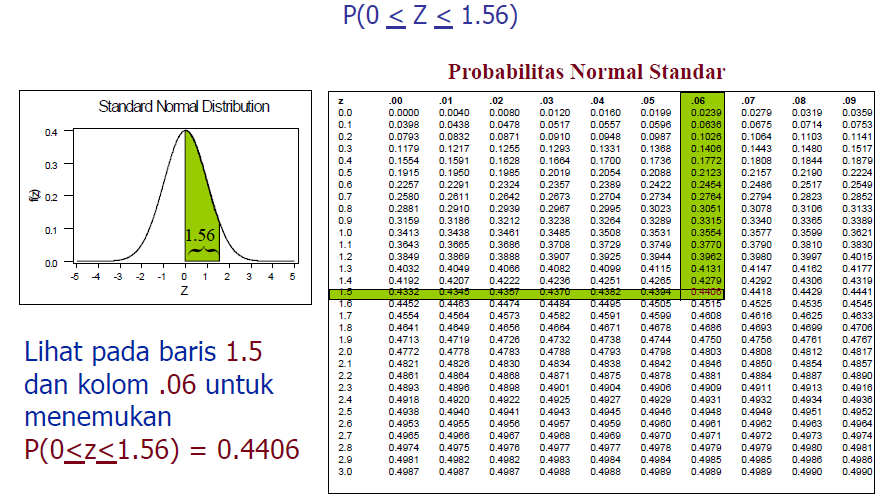 P(0 < Z < 1.56)
Probabilitas Normal Standar
Standard Normal Distribution
0.4
0.3
0.2
0.1
0.0
f(z)
1.56
-5 -4 -3 -2 -1 0 1 2 3 4 5
Z
z .00 .01 .02 .03 .04 .05 .06 .07 .08 .09
0.0 0.0000 0.0040 0.0080 0.0120 0.0160 0.0199 0.0239 0.0279 0.0319 0.0359
0.1 0.0398 0.0438 0.0478 0.0517 0.0557 0.0596 0.0636 0.0675 0.0714 0.0753
0.2 0.0793 0.0832 0.0871 0.0910 0.0948 0.0987 0.1026 0.1064 0.1103 0.1141
0.3 0.1179 0.1217 0.1255 0.1293 0.1331 0.1368 0.1406 0.1443 0.1480 0.1517
0.4 0.1554 0.1591 0.1628 0.1664 0.1700 0.1736 0.1772 0.1808 0.1844 0.1879
0.5 0.1915 0.1950 0.1985 0.2019 0.2054 0.2088 0.2123 0.2157 0.2190 0.2224
0.6 0.2257 0.2291 0.2324 0.2357 0.2389 0.2422 0.2454 0.2486 0.2517 0.2549
0.7 0.2580 0.2611 0.2642 0.2673 0.2704 0.2734 0.2764 0.2794 0.2823 0.2852
0.8 0.2881 0.2910 0.2939 0.2967 0.2995 0.3023 0.3051 0.3078 0.3106 0.3133
0.9 0.3159 0.3186 0.3212 0.3238 0.3264 0.3289 0.3315 0.3340 0.3365 0.3389
1.0 0.3413 0.3438 0.3461 0.3485 0.3508 0.3531 0.3554 0.3577 0.3599 0.3621
1.1 0.3643 0.3665 0.3686 0.3708 0.3729 0.3749 0.3770 0.3790 0.3810 0.3830
1.2 0.3849 0.3869 0.3888 0.3907 0.3925 0.3944 0.3962 0.3980 0.3997 0.4015
1.3 0.4032 0.4049 0.4066 0.4082 0.4099 0.4115 0.4131 0.4147 0.4162 0.4177
1.4 0.4192 0.4207 0.4222 0.4236 0.4251 0.4265 0.4279 0.4292 0.4306 0.4319
1.5 0.4332 0.4345 0.4357 0.4370 0.4382 0.4394 0.4406 0.4418 0.4429 0.4441
1.6 0.4452 0.4463 0.4474 0.4484 0.4495 0.4505 0.4515 0.4525 0.4535 0.4545
1.7 0.4554 0.4564 0.4573 0.4582 0.4591 0.4599 0.4608 0.4616 0.4625 0.4633
1.8 0.4641 0.4649 0.4656 0.4664 0.4671 0.4678 0.4686 0.4693 0.4699 0.4706
1.9 0.4713 0.4719 0.4726 0.4732 0.4738 0.4744 0.4750 0.4756 0.4761 0.4767
2.0 0.4772 0.4778 0.4783 0.4788 0.4793 0.4798 0.4803 0.4808 0.4812 0.4817
2.1 0.4821 0.4826 0.4830 0.4834 0.4838 0.4842 0.4846 0.4850 0.4854 0.4857
2.2 0.4861 0.4864 0.4868 0.4871 0.4875 0.4878 0.4881 0.4884 0.4887 0.4890
2.3 0.4893 0.4896 0.4898 0.4901 0.4904 0.4906 0.4909 0.4911 0.4913 0.4916
2.4 0.4918 0.4920 0.4922 0.4925 0.4927 0.4929 0.4931 0.4932 0.4934 0.4936
2.5 0.4938 0.4940 0.4941 0.4943 0.4945 0.4946 0.4948 0.4949 0.4951 0.4952
2.6 0.4953 0.4955 0.4956 0.4957 0.4959 0.4960 0.4961 0.4962 0.4963 0.4964
2.7 0.4965 0.4966 0.4967 0.4968 0.4969 0.4970 0.4971 0.4972 0.4973 0.4974
2.8 0.4974 0.4975 0.4976 0.4977 0.4977 0.4978 0.4979 0.4979 0.4980 0.4981
2.9 0.4981 0.4982 0.4982 0.4983 0.4984 0.4984 0.4985 0.4985 0.4986 0.4986
3.0 0.4987 0.4987 0.4987 0.4988 0.4988 0.4989 0.4989 0.4989 0.4990 0.4990
Lihat pada baris 1.5
dan kolom .06 untuk
menemukan
P(0<z<1.56) = 0.4406